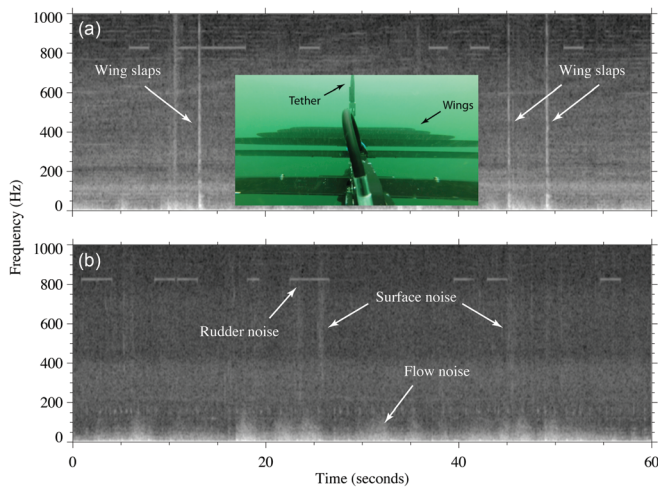 (a)
1000
800
600
400
200
0
Wing slaps
Tether
Wings
Wing slaps
Frequency (Hz)
(b)
1000
800
600
400
200
0
Rudder noise
Surface noise
Flow noise
0 20 40 60
Time (seconds)